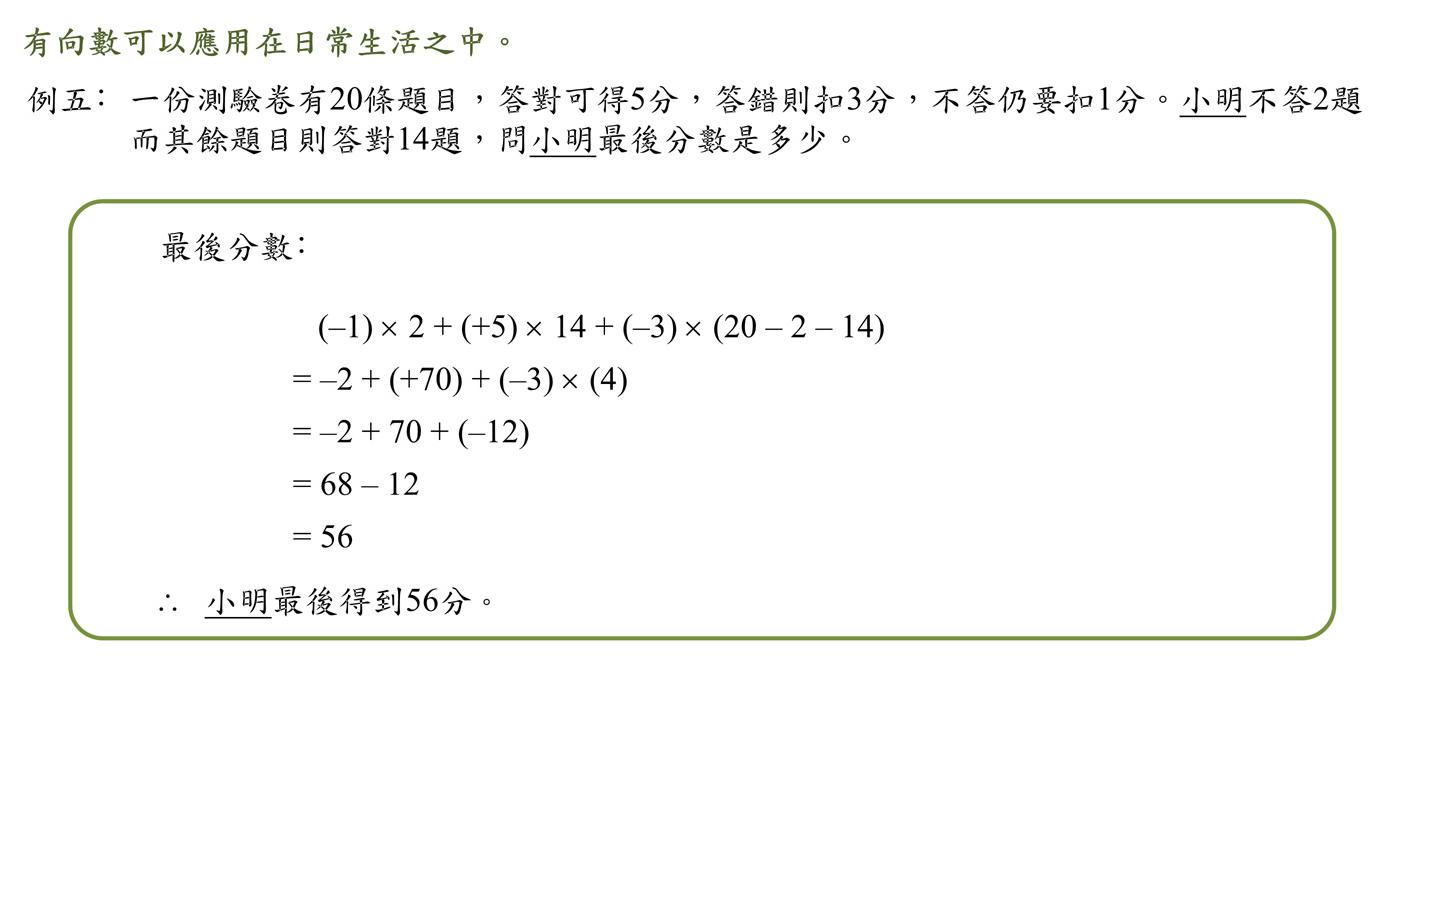 有向數可以應用在日常生活之中。
例五： 一份測驗卷有20條題目，答對可得5分，答錯則扣3分，不答仍要扣1分。小明不答2題
而其餘題目則答對14題，問小明最後分數是多少。
最後分數：
(–1) × 2 + (+5) × 14 + (–3) × (20 – 2 – 14)
= –2 + (+70) + (–3) × (4)
= –2 + 70 + (–12)
= 68 – 12
= 56
∴ 小明最後得到56分。